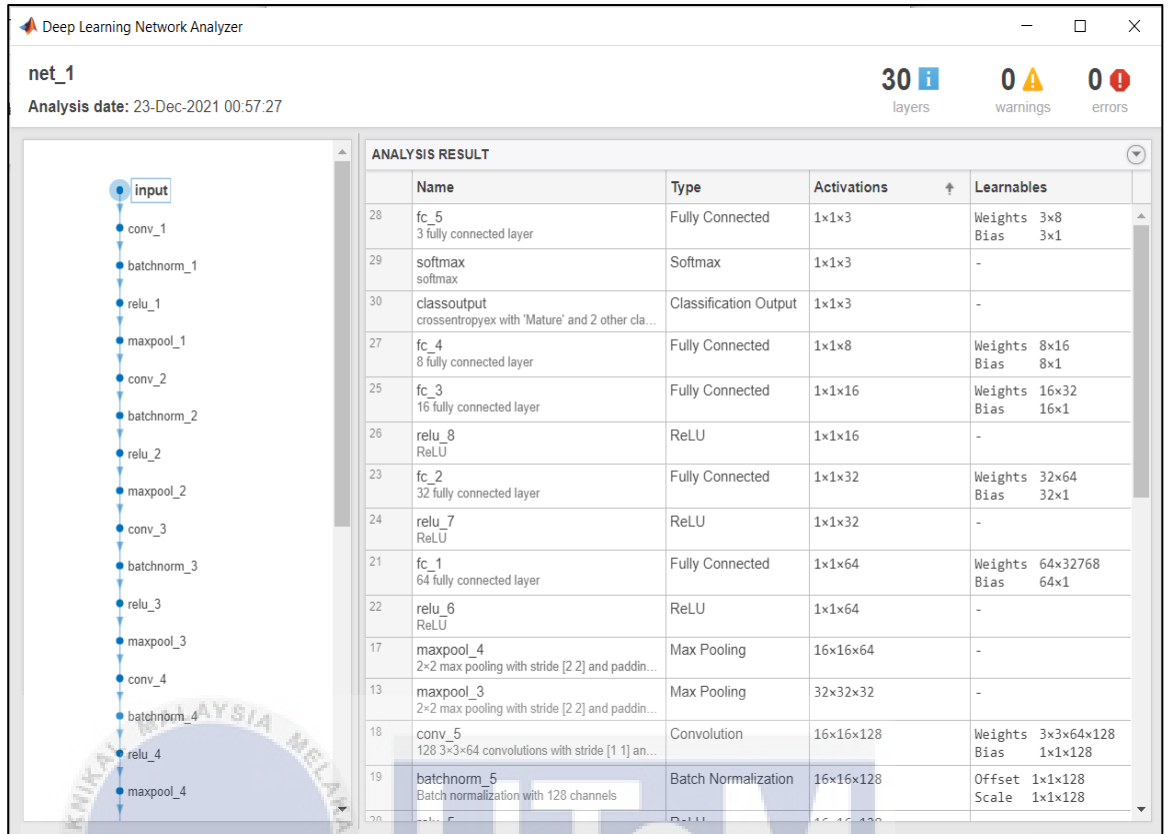 Deep Learning Network Analyzer
net_1
Analysis date: 23-Dec-2021 00:57:27
30 i
layers
0
warnings
0
errors
input
conv_1
batchnorm_1
relu_1
maxpool_1
conv_2
batchnorm_2
relu_2
maxpool_2
conv_3
batchnorm_3
relu_3
maxpool_3
conv_4
batchnorm_4
relu_4
maxpool_4
ANALYSIS RESULT
Name Type Activations Learnables
28 fc_5 Fully Connected 1×1×3 Weights 3×8
3 fully connected layer Bias 3×1
29 softmax Softmax 1×1×3 -
softmax
30 classoutput Classification Output 1×1×3 -
crossentropyex with 'Mature' and 2 other cla...
27 fc_4 Fully Connected 1×1×8 Weights 8×16
8 fully connected layer Bias 8×1
25 fc_3 Fully Connected 1×1×16 Weights 16×32
16 fully connected layer Bias 16×1
26 relu_8 ReLU 1×1×16 -
ReLU
23 fc_2 Fully Connected 1×1×32 Weights 32×64
32 fully connected layer Bias 32×1
24 relu_7 ReLU 1×1×32 -
ReLU
21 fc_1 Fully Connected 1×1×64 Weights 64×32768
64 fully connected layer Bias 64×1
22 relu_6 ReLU 1×1×64 -
ReLU
17 maxpool_4 Max Pooling 16×16×64 -
2×2 max pooling with stride [2 2] and paddin...
13 maxpool_3 Max Pooling 32×32×32 -
2×2 max pooling with stride [2 2] and paddin...
18 conv_5 Convolution 16×16×128 Weights 3×3×64×128
128 3×3×64 convolutions with stride [1 1] an... Bias 1×1×128
19 batchnorm_5 Batch Normalization 16×16×128 Offset 1×1×128
Batch normalization with 128 channels Scale 1×1×128
MALAYSIA